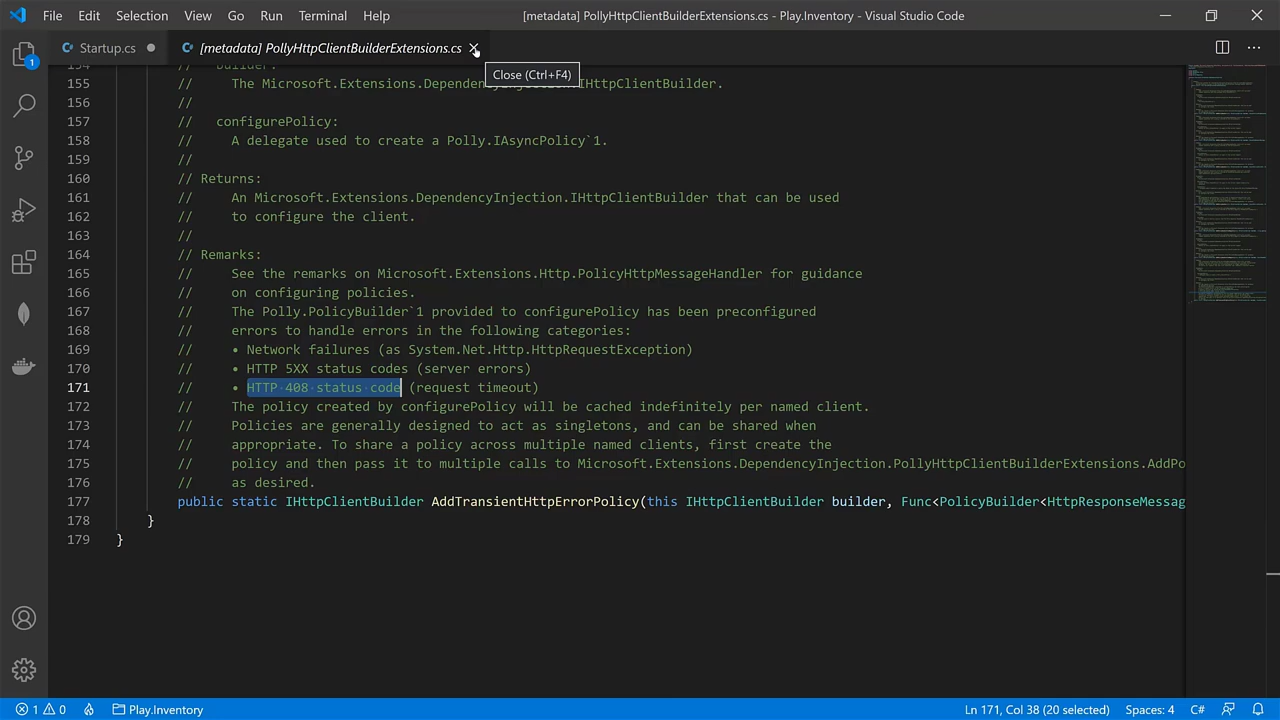 File Edit Selection View Go Run Terminal Help [metadata] PollyHttpClientBuilderExtensions.cs - Play.Inventory - Visual Studio Code
Startup.cs [metadata] PollyHttpClientBuilderExtensions.cs
Close (Ctrl+F4)
1
154 // builder:
155 // The Microsoft.Extensions.Depen IHttpClientBuilder.
156 //
157 // configurePolicy:
158 // A delegate used to create a Polly.IAsyncPolicy`1.
159 //
160 // Returns:
161 // An Microsoft.Extensions.DependencyInjection.IHttpClientBuilder that can be used
162 // to configure the client.
163 //
164 // Remarks:
165 // See the remarks on Microsoft.Extensions.Http.PolicyHttpMessageHandler for guidance
166 // on configuring policies.
167 // The Polly.PolicyBuilder`1 provided to configurePolicy has been preconfigured
168 // errors to handle errors in the following categories:
169 // • Network failures (as System.Net.Http.HttpRequestException)
170 // • HTTP 5XX status codes (server errors)
171 // • HTTP·408·status·code (request timeout)
172 // The policy created by configurePolicy will be cached indefinitely per named client.
173 // Policies are generally designed to act as singletons, and can be shared when
174 // appropriate. To share a policy across multiple named clients, first create the
175 // policy and then pass it to multiple calls to Microsoft.Extensions.DependencyInjection.PollyHttpClientBuilderExtensions.AddPo
176 // as desired.
177 public static IHttpClientBuilder AddTransientHttpErrorPolicy(this IHttpClientBuilder builder, Func<PolicyBuilder<HttpResponseMessag
178 }
179 }
1 0 Play.Inventory Ln 171, Col 38 (20 selected) Spaces: 4 C#